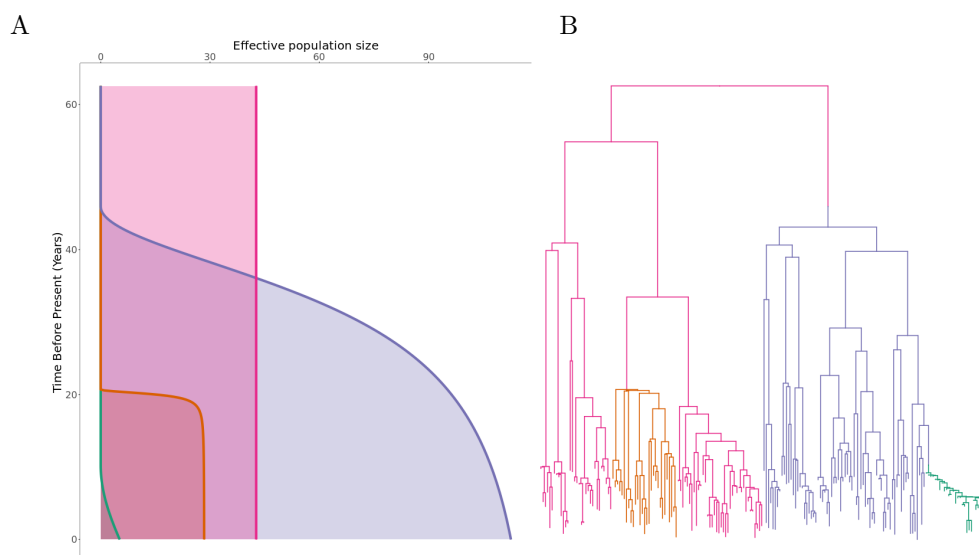 A
B
Effective population size
0 30 60 90
Time Before Present (Years)
60
40
20
0